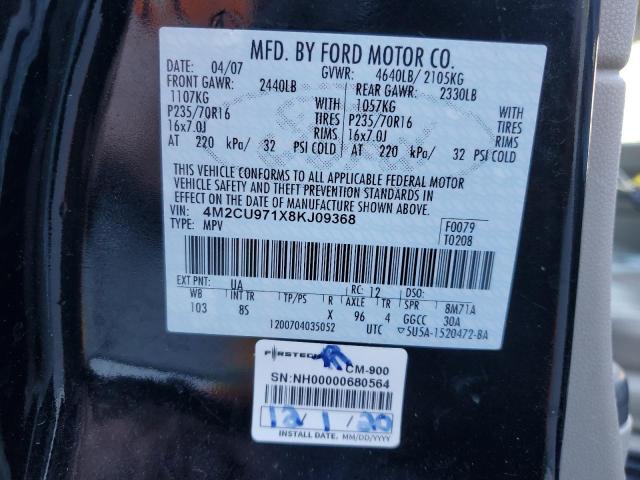 MFD. BY FORD MOTOR CO.
DATE: 04/07 GVWR: 4640LB/ 2105KG
FRONT GAWR: 2440LB REAR GAWR: 2330LB
1107KG WITH 1057KG WITH
P235/70R16 TIRES P235/70R16 TIRES
16x7.0J RIMS 16x7.0J RIMS
AT 220 kPa/ 32 PSI COLD AT 220 kPa/ 32 PSI COLD
THIS VEHICLE CONFORMS TO ALL APPLICABLE FEDERAL MOTOR
VEHICLE SAFETY AND THEFT PREVENTION STANDARDS IN
EFFECT ON THE DATE OF MANUFACTURE SHOWN ABOVE.
VIN: 4M2CU971X8KJ09368 F0079
TYPE: MPV T0208
EXT PNT: UA RC: 12 DSO:
WB INT TR TP/PS R AXLE TR SPR 8M71A
103 8S X 96 4 GGCC 30A
1200704035052 UTC 5U5A-1520472-BA
CM-900
SN:NH00000680564
12/1/20
INSTALL DATE, MM/DD/YYYY